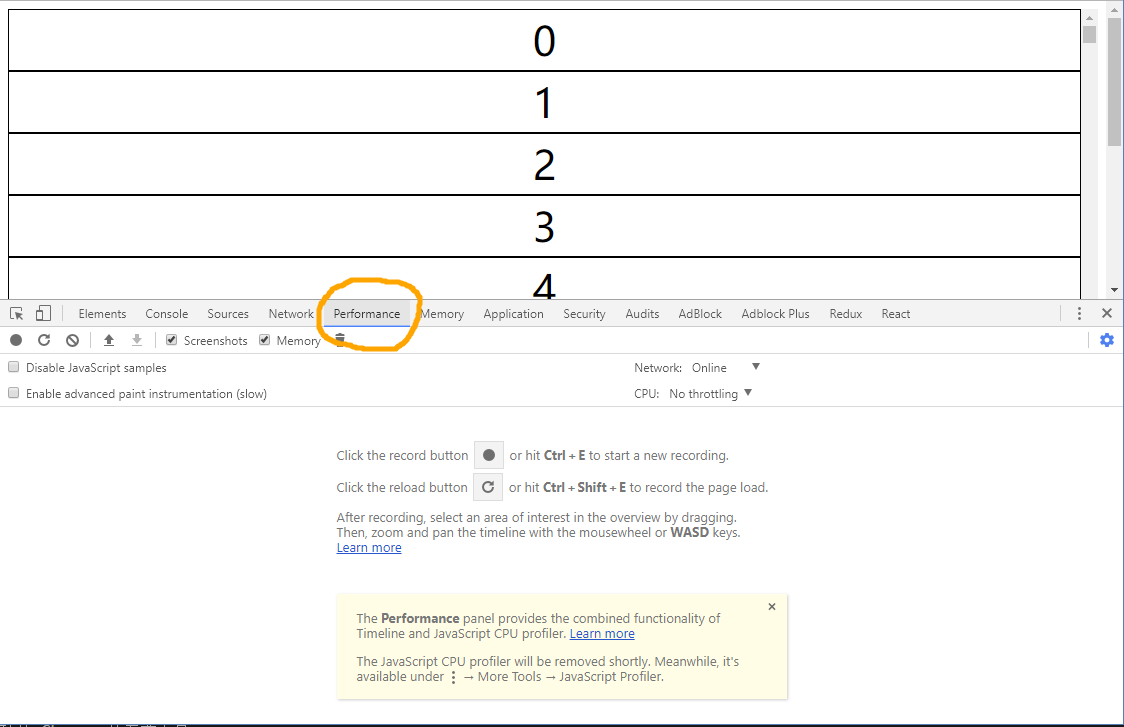 0
1
2
3
4
Elements Console Sources Network Performance Memory Application Security Audits AdBlock Adblock Plus Redux React
Screenshots Memory
Disable JavaScript samples Network: Online
Enable advanced paint instrumentation (slow) CPU: No throttling
Click the record button or hit Ctrl + E to start a new recording.
Click the reload button or hit Ctrl + Shift + E to record the page load.
After recording, select an area of interest in the overview by dragging.
Then, zoom and pan the timeline with the mousewheel or WASD keys.
Learn more
The Performance panel provides the combined functionality of
Timeline and JavaScript CPU profiler. Learn more
The JavaScript CPU profiler will be removed shortly. Meanwhile, it's
available under ⋮ → More Tools → JavaScript Profiler.